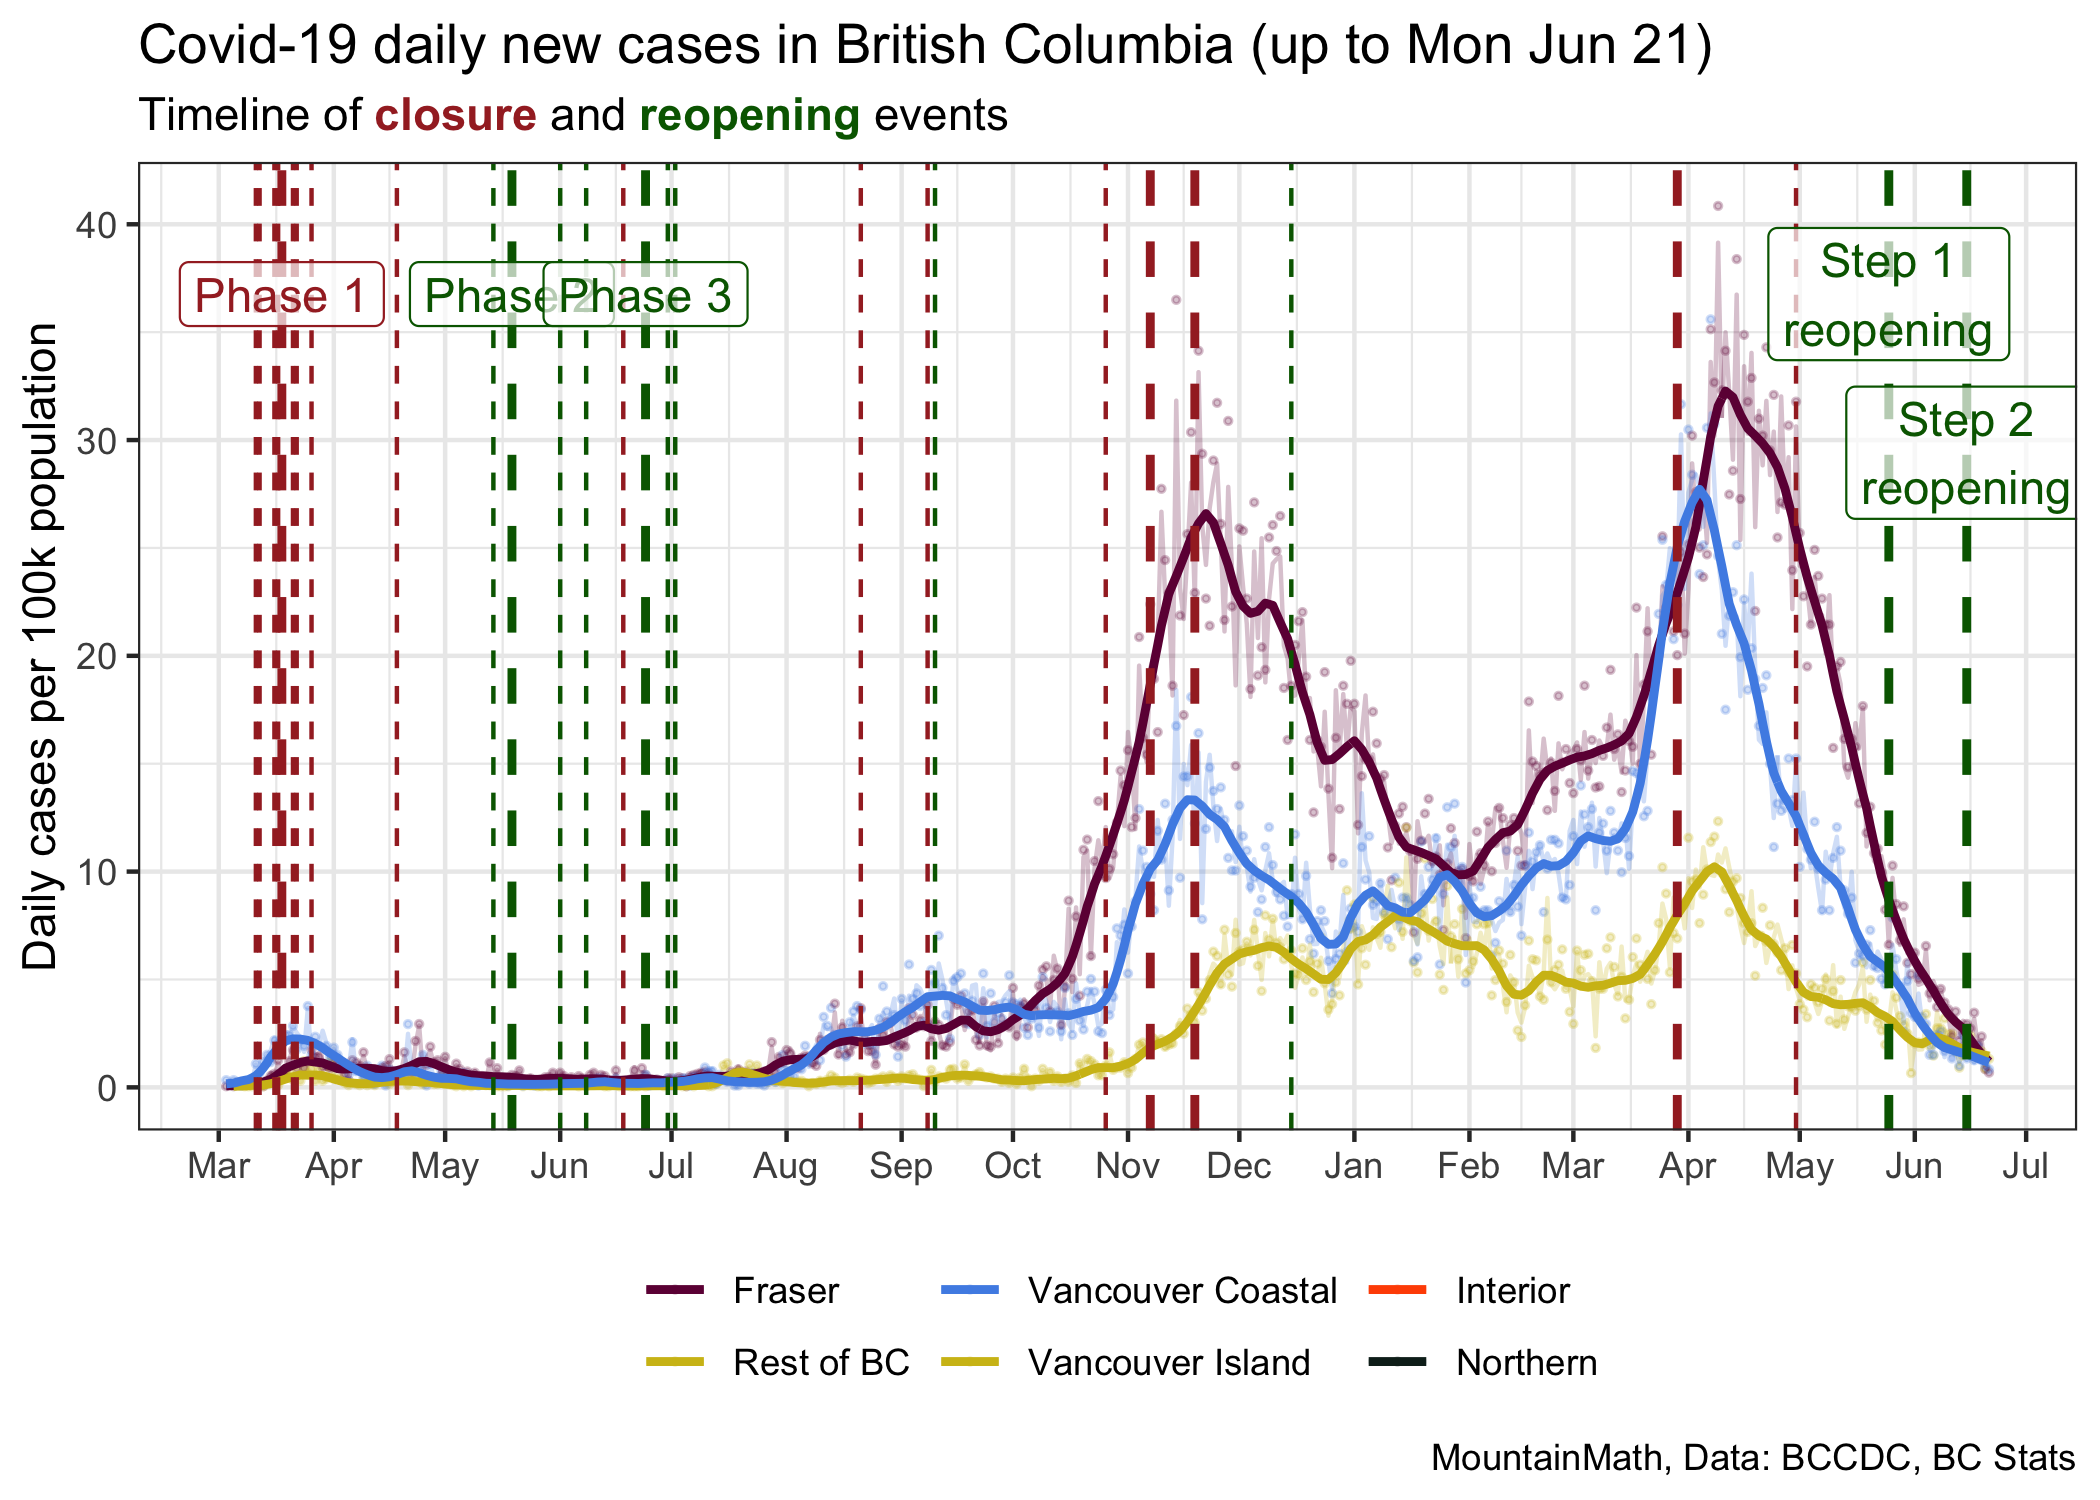 Covid-19 daily new cases in British Columbia (up to Mon Jun 21)
Timeline of closure and reopening events
Daily cases per 100k population
40
30
20
10
0
Phase 1
Phase 2
Phase 3
Step 1
reopening
Step 2
reopening
Mar Apr May Jun Jul Aug Sep Oct Nov Dec Jan Feb Mar Apr May Jun Jul
Fraser Vancouver Coastal Interior
Rest of BC Vancouver Island Northern
MountainMath, Data: BCCDC, BC Stats